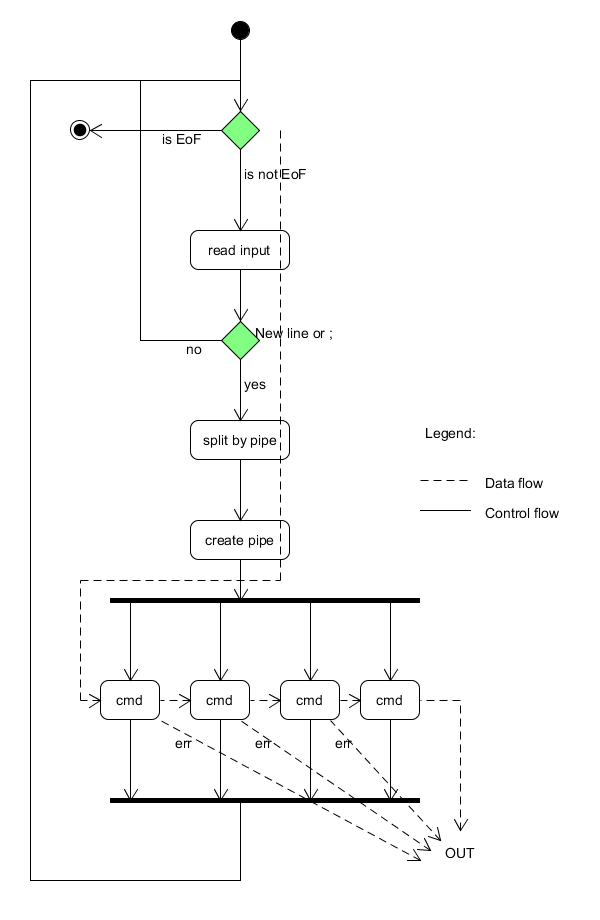 is EoF
is not EoF
read input
New line or ;
no
yes
split by pipe
Legend:
Data flow
Control flow
create pipe
cmd
cmd
cmd
cmd
err
err
err
OUT